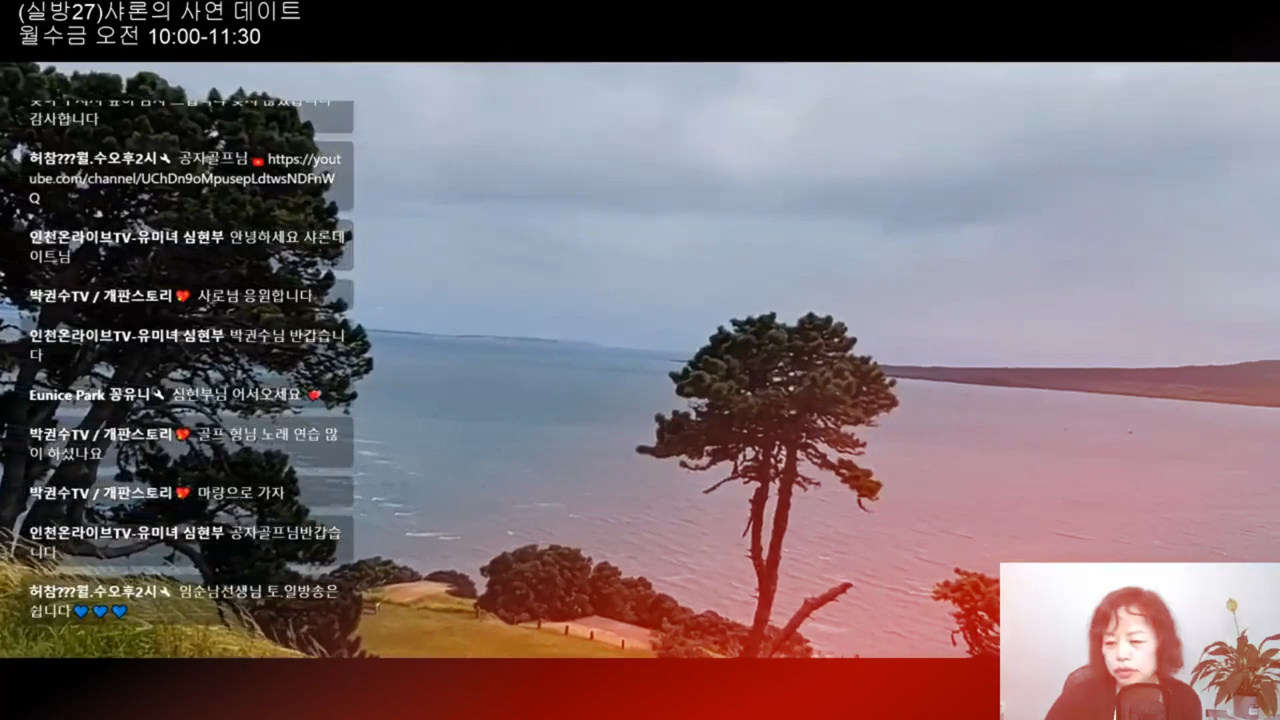 (실방27)샤론의 사연 데이트
월수금 오전 10:00-11:30
감사합니다
허참???월.수오후2시 공자골프님 https://yout
ube.com/channel/UChDn9oMpusepLdtwsNDFnW
Q
인천온라이브TV-유미녀 심현부 안녕하세요 사론데
이트님
박권수TV / 개판스토리 사로님 응원합니다
인천온라이브TV-유미녀 심현부 박권수님 반갑습니
다
Eunice Park 꽁유니 심현부님 어서오세요
박권수TV / 개판스토리 골프 형님 노래 연습 많
이 하셨나요
박권수TV / 개판스토리 마량으로 가자
인천온라이브TV-유미녀 심현부 공자골프님반갑습
니다
허참???월.수오후2시 임순남전생님 토.일방송은
쉽니다